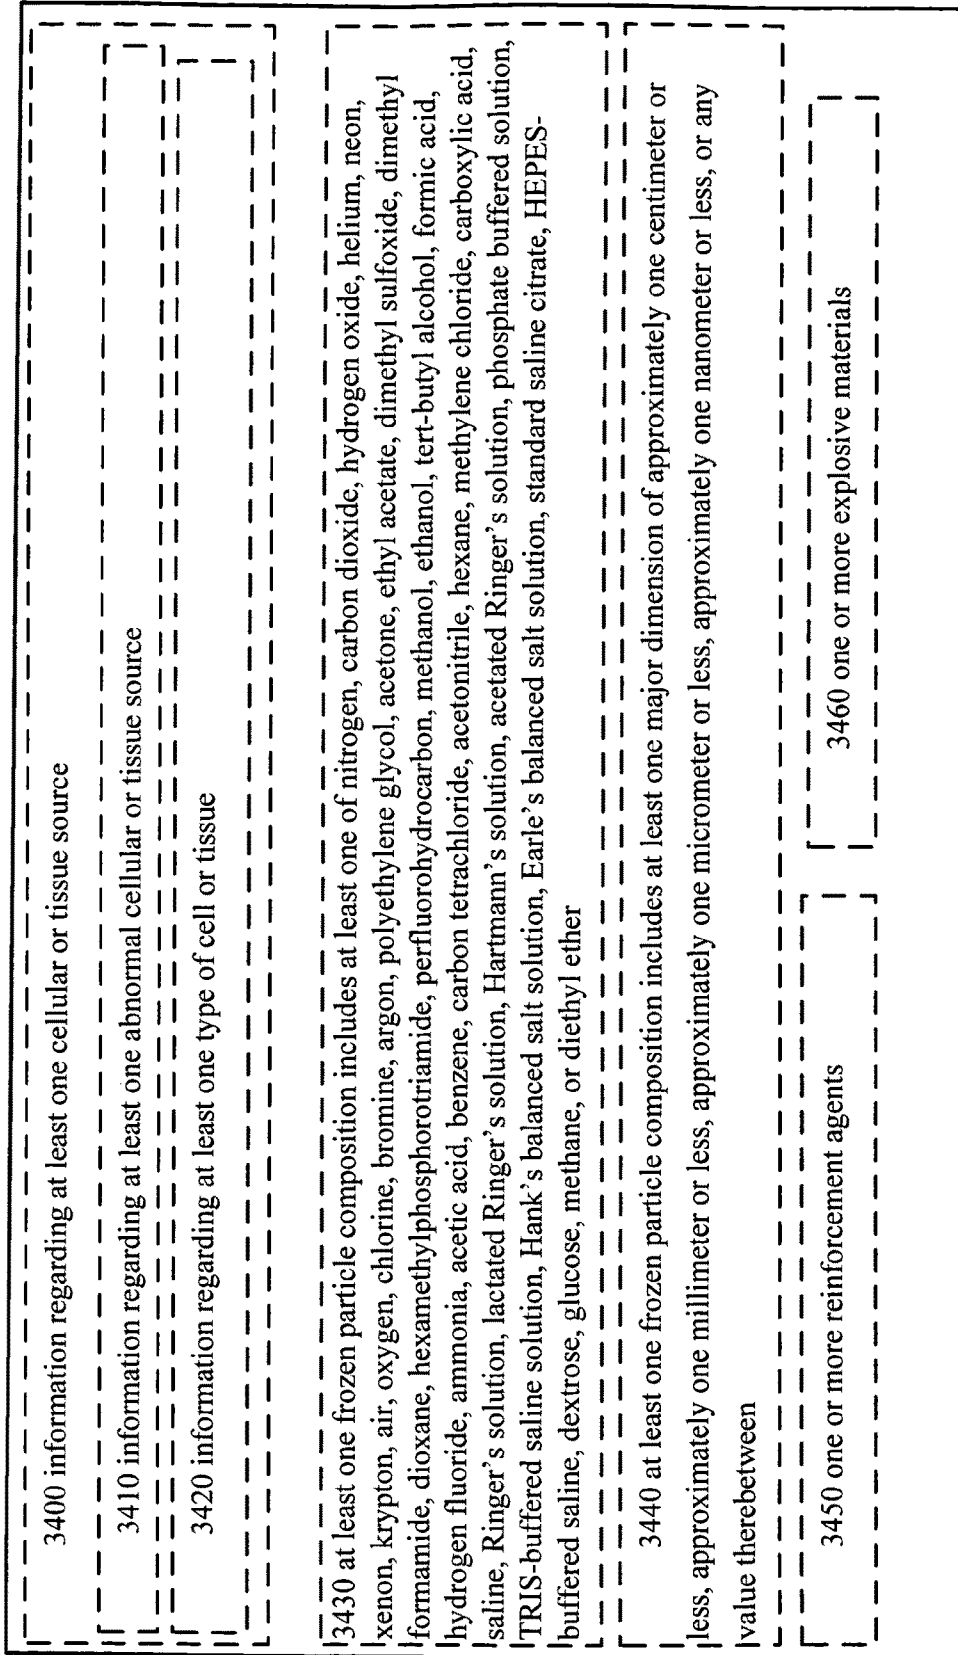 3400 information regarding at least one cellular or tissue source
3410 information regarding at least one abnormal cellular or tissue source
3420 information regarding at least one type of cell or tissue
3430 at least one frozen particle composition includes at least one of nitrogen, carbon dioxide, hydrogen oxide, helium, neon,
xenon, krypton, air, oxygen, chlorine, bromine, argon, polyethylene glycol, acetone, ethyl acetate, dimethyl sulfoxide, dimethyl
formamide, dioxane, hexamethylphosphorotriamide, perfluorohydrocarbon, methanol, ethanol, tert-butyl alcohol, formic acid,
hydrogen fluoride, ammonia, acetic acid, benzene, carbon tetrachloride, acetonitrile, hexane, methylene chloride, carboxylic acid,
saline, Ringer's solution, lactated Ringer's solution, Hartmann's solution, acetated Ringer's solution, phosphate buffered solution,
TRIS-buffered saline solution, Hank's balanced salt solution, Earle's balanced salt solution, standard saline citrate, HEPES-
buffered saline, dextrose, glucose, methane, or diethyl ether
3440 at least one frozen particle composition includes at least one major dimension of approximately one centimeter or
less, approximately one millimeter or less, approximately one micrometer or less, approximately one nanometer or less, or any
value therebetween
3450 one or more reinforcement agents
3460 one or more explosive materials